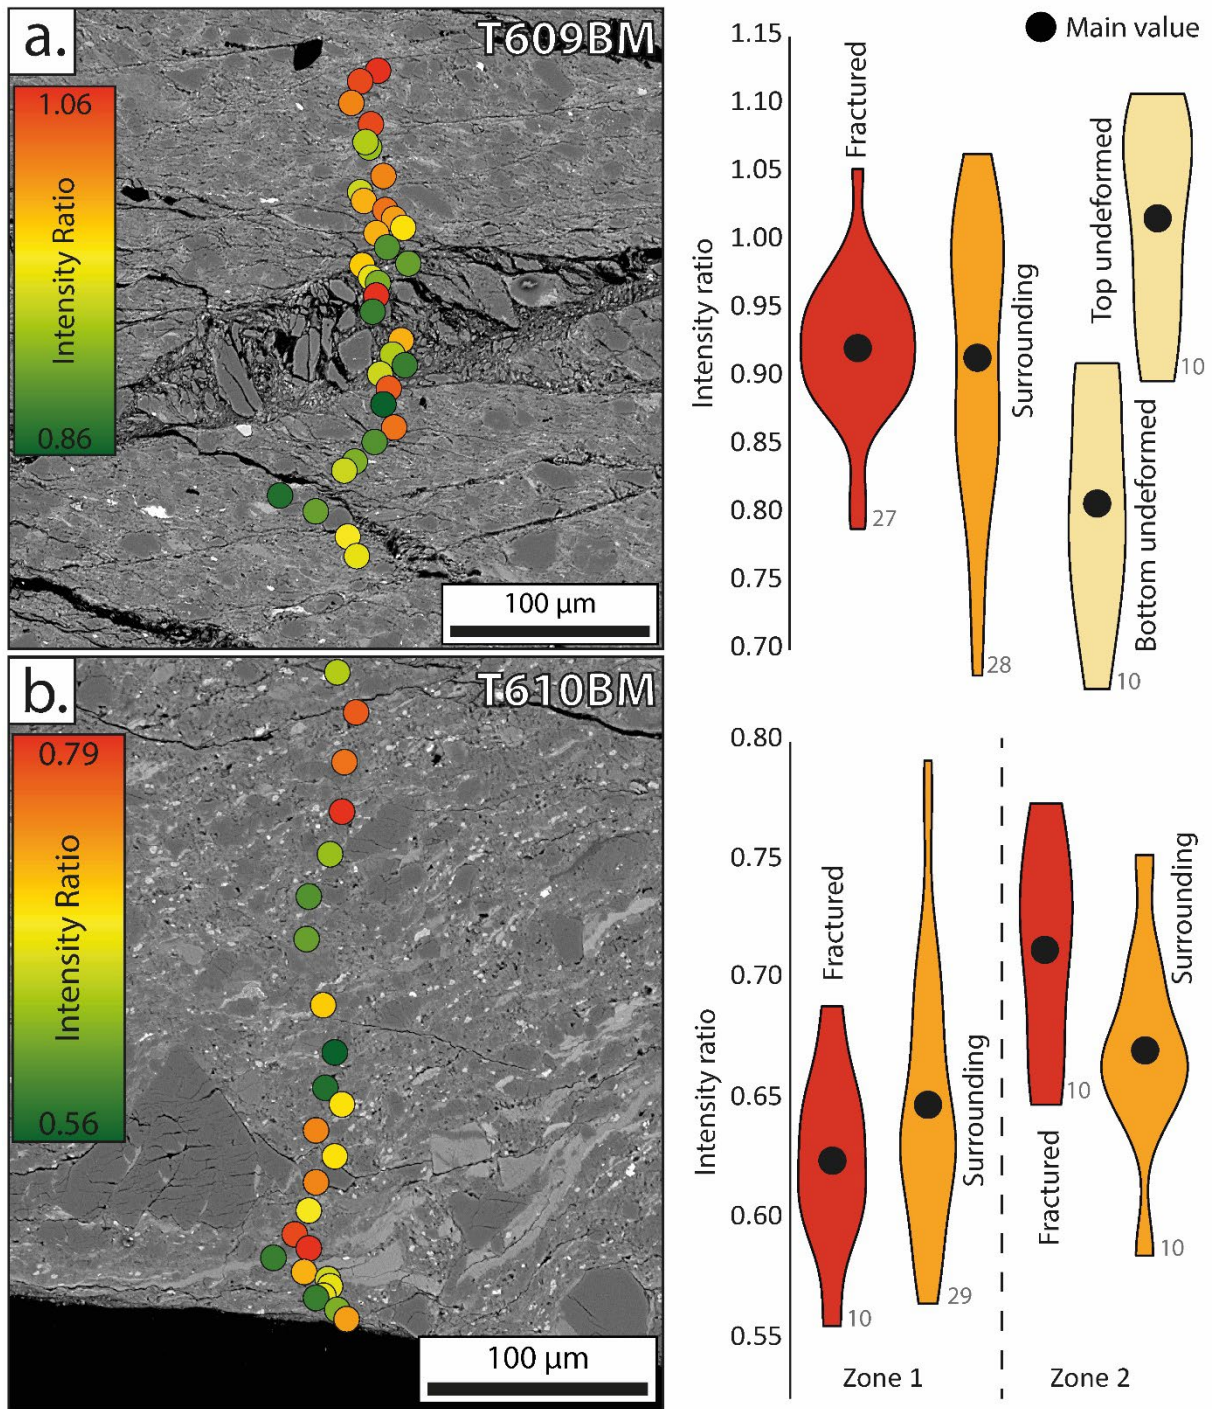 a.
T609BM
1.06
Intensity Ratio
0.86
100 µm
Main value
Intensity ratio
1.15
1.10
1.05
1.00
0.95
0.90
0.85
0.80
0.75
0.70
Fractured
27
Surrounding
28
Bottom undeformed
10
Top undeformed
10
b.
T610BM
0.79
Intensity Ratio
0.56
100 µm
Intensity ratio
0.80
0.75
0.70
0.65
0.60
0.55
Fractured
10
Surrounding
29
Fractured
10
Surrounding
10
Zone 1
Zone 2